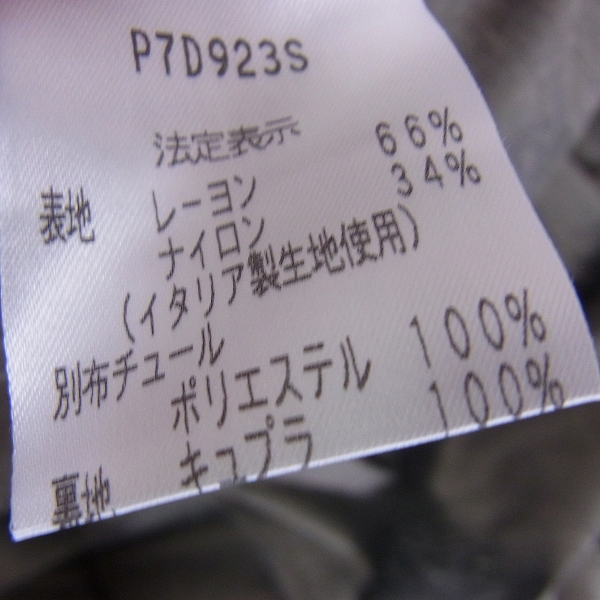 P7D923S
法定表示
表地 レーヨン 66%
ナイロン 34%
(イタリア製生地使用)
別布チュール
ポリエステル 100%
裏地 キュプラ 100%